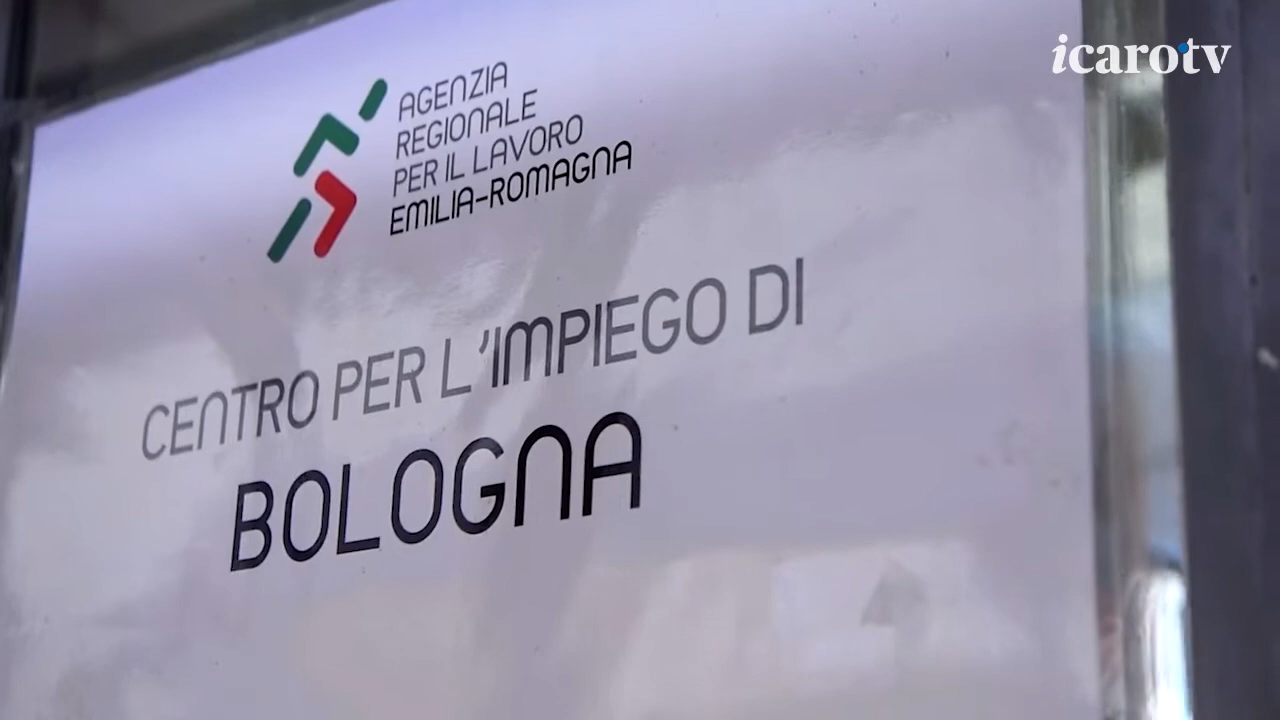 icarotv
AGENZIA
REGIONALE
PER IL LAVORO
EMILIA-ROMAGNA
CENTRO PER L'IMPIEGO DI
BOLOGNA